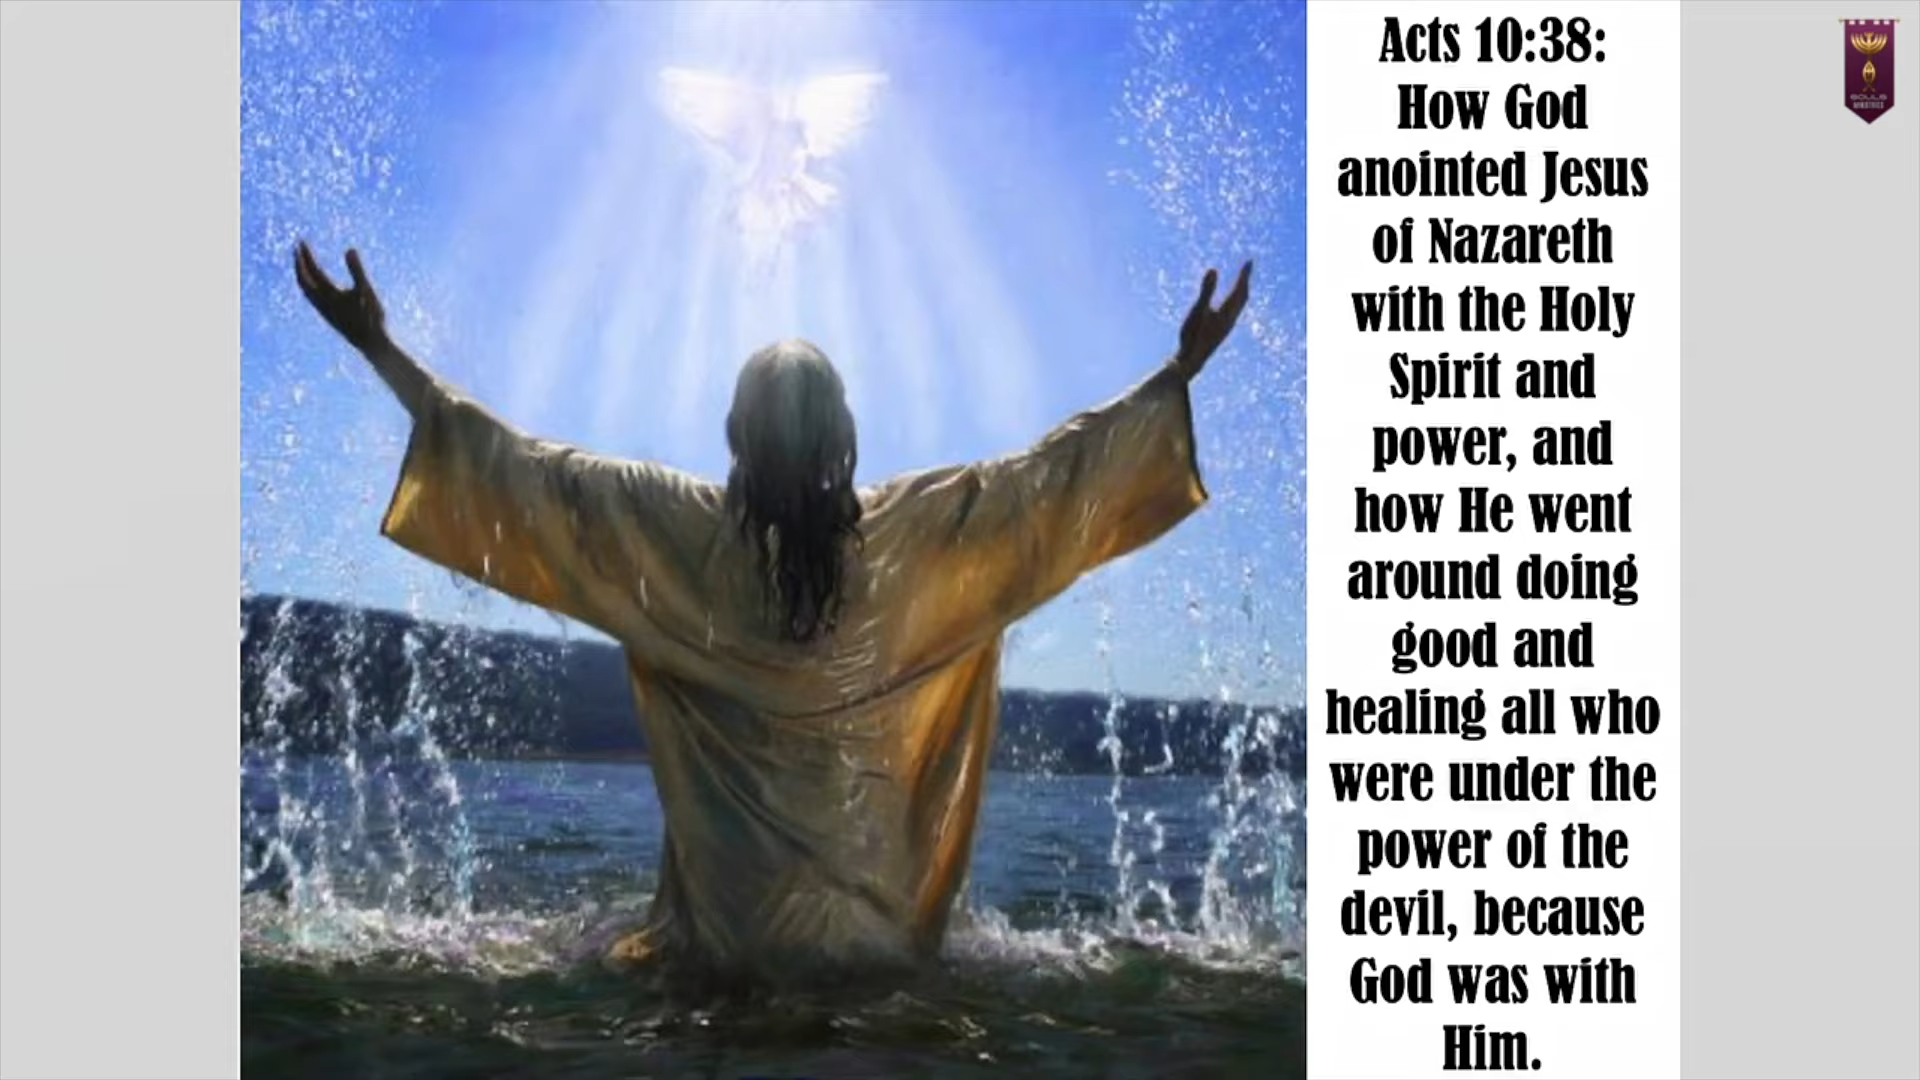 Acts 10:38:
How God
anointed Jesus
of Nazareth
with the Holy
Spirit and
power, and
how He went
around doing
good and
healing all who
were under the
power of the
devil, because
God was with
Him.
SOULS
MINISTRIES